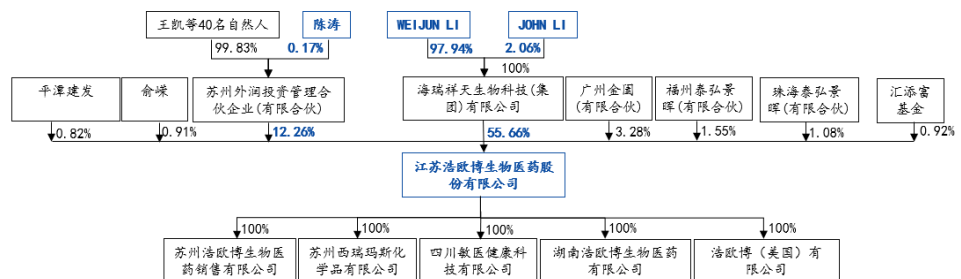 王凯等40名自然人
陈涛
WEIJUN LI
JOHN LI
99.83%
0.17%
97.94%
2.06%
100%
平潭建发
俞嵘
苏州外润投资管理合
伙企业(有限合伙)
海瑞祥天生物科技(集
团)有限公司
广州金圁
(有限合伙)
福州泰弘景
晖(有限合伙)
珠海泰弘景
晖(有限合伙)
汇添富
基金
0.82%
0.91%
12.26%
55.66%
3.28%
1.55%
1.08%
0.92%
江苏浩欧博生物医药股
份有限公司
100%
100%
100%
100%
100%
苏州浩欧博生物医
药销售有限公司
苏州西瑞玛斯化
学品有限公司
四川敏医健康科
技有限公司
湖南浩欧博生物医药
有限公司
浩欧博（美国）有
限公司